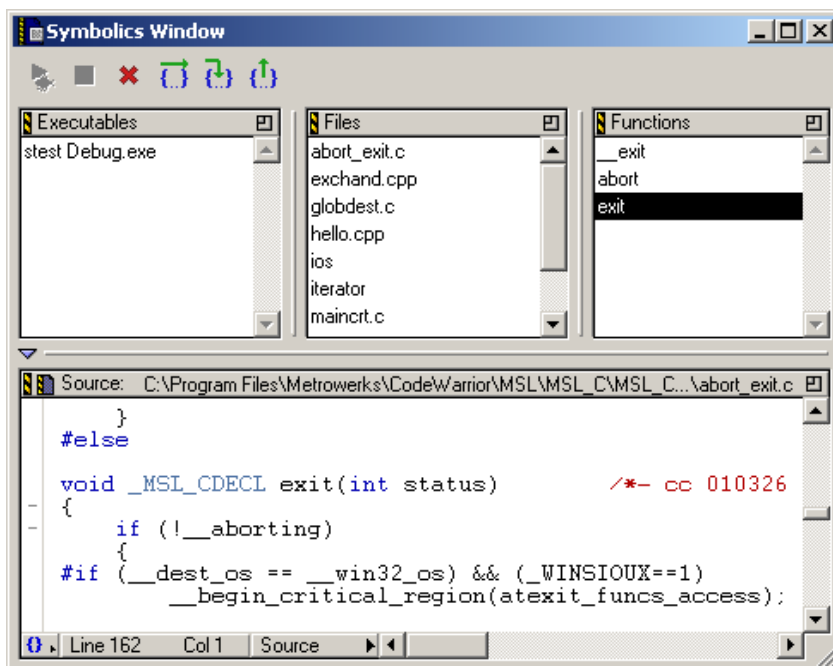 Symbolics Window
Executables
stest Debug.exe
Files
abort_exit.c
exchand.cpp
globdest.c
hello.cpp
ios
iterator
maincrt.c
Functions
__exit
abort
exit
Source: C:\Program Files\Metrowerks\CodeWarrior\MSL\MSL_C\MSL_C...\abort_exit.c
}
#else
void _MSL_CDECL exit(int status) /*- cc 010326
{
if (!__aborting)
{
#if (__dest_os == __win32_os) && (_WINSIOUX==1)
__begin_critical_region(atexit_funcs_access);
Line 162 Col 1 Source